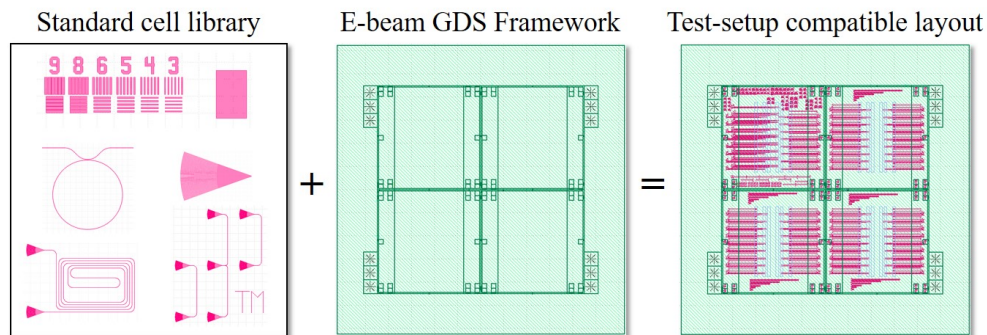 Standard cell library
E-beam GDS Framework
Test-setup compatible layout
9 8 6 5 4 3
+
=
TM